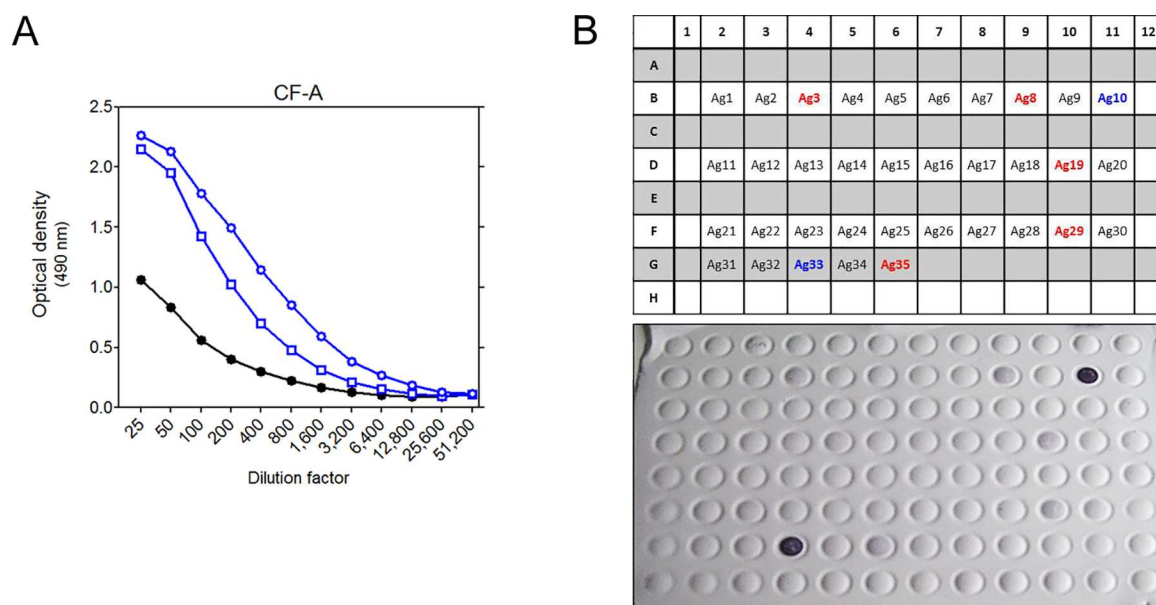 A
CF-A
Optical density
(490 nm)
2.5
2.0
1.5
1.0
0.5
0.0
25
50
100
200
400
800
1,600
3,200
6,400
12,800
25,600
51,200
Dilution factor
B
1 2 3 4 5 6 7 8 9 10 11 12
A
B Ag1 Ag2 Ag3 Ag4 Ag5 Ag6 Ag7 Ag8 Ag9 Ag10
C
D Ag11 Ag12 Ag13 Ag14 Ag15 Ag16 Ag17 Ag18 Ag19 Ag20
E
F Ag21 Ag22 Ag23 Ag24 Ag25 Ag26 Ag27 Ag28 Ag29 Ag30
G Ag31 Ag32 Ag33 Ag34 Ag35
H